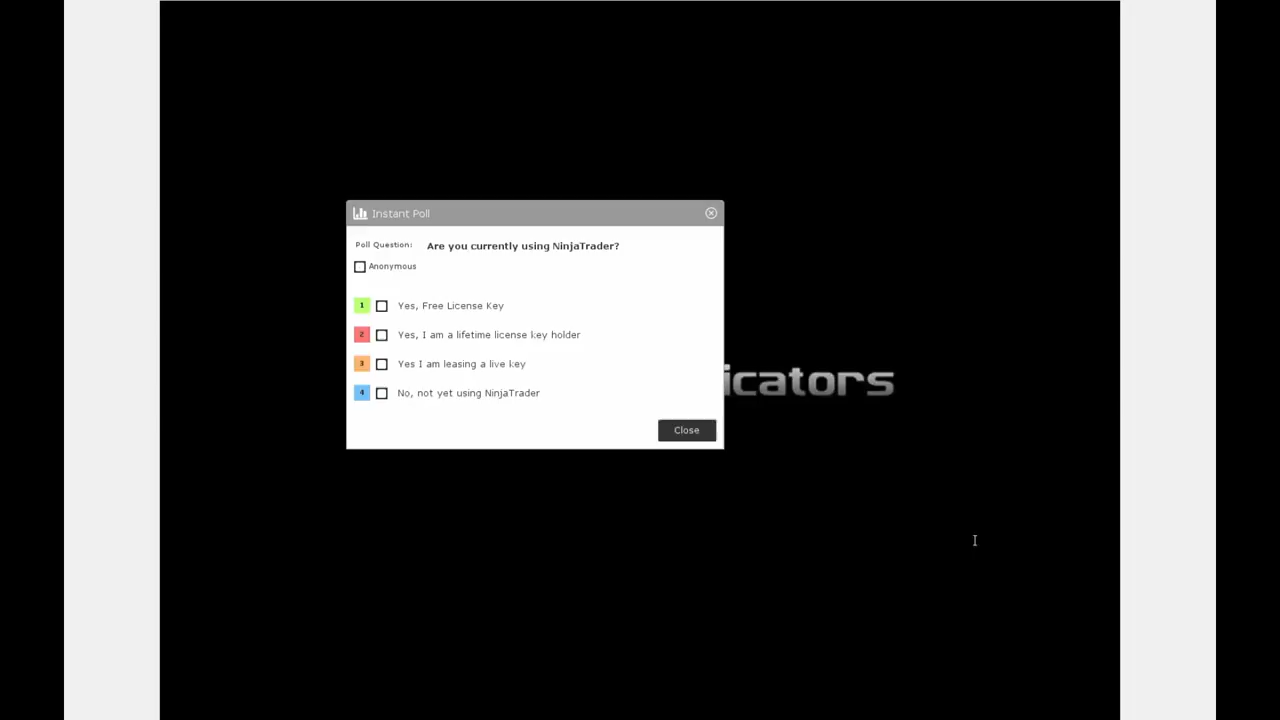 Instant Poll
Poll Question: Are you currently using NinjaTrader?
Anonymous
1 Yes, Free License Key
2 Yes, I am a lifetime license key holder
3 Yes I am leasing a live key
4 No, not yet using NinjaTrader
icators
Close